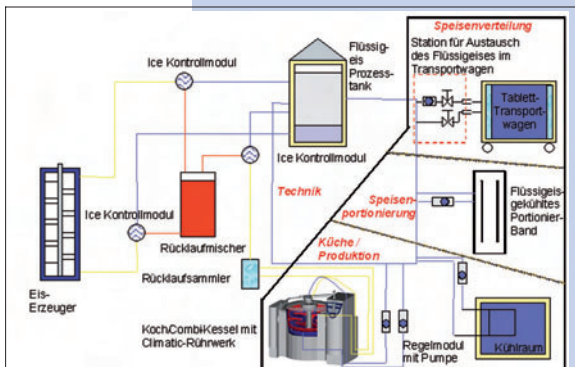 Speisenverteilung
Station für Austausch
des Flüssigeises im
Transportwagen
Flüssig-
eis
Prozess-
tank
Ice Kontrollmodul
Tablett-
Transport-
wagen
Ice Kontrollmodul
Technik
Speisen-
portionierung
Flüssigeis-
gekühltes
Portionier-
Band
Ice Kontrollmodul
Rücklaufmischer
Küche /
Produktion
Rücklaufsammler
Eis-
Erzeuger
Koch/Combi-Kessel mit
Climatic-Rührwerk
Regelmodul
mit Pumpe
Kühlraum